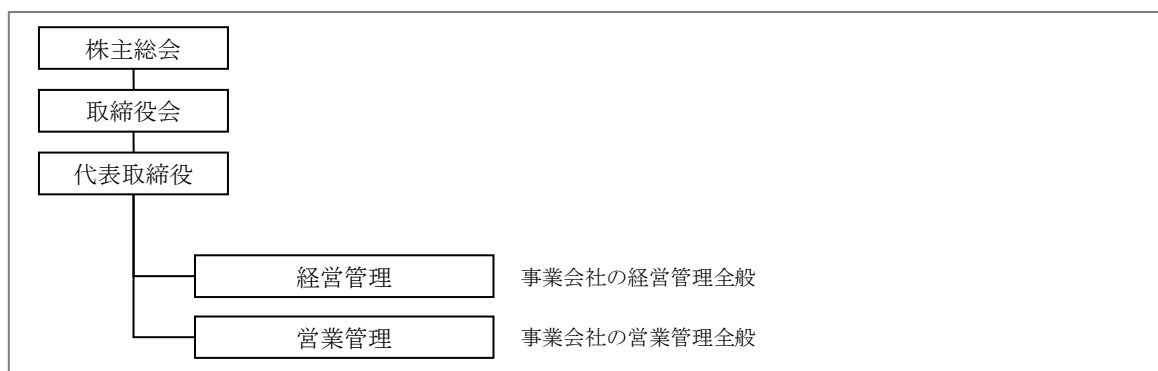 株主総会
取締役会
代表取締役
経営管理 事業会社の経営管理全般
営業管理 事業会社の営業管理全般